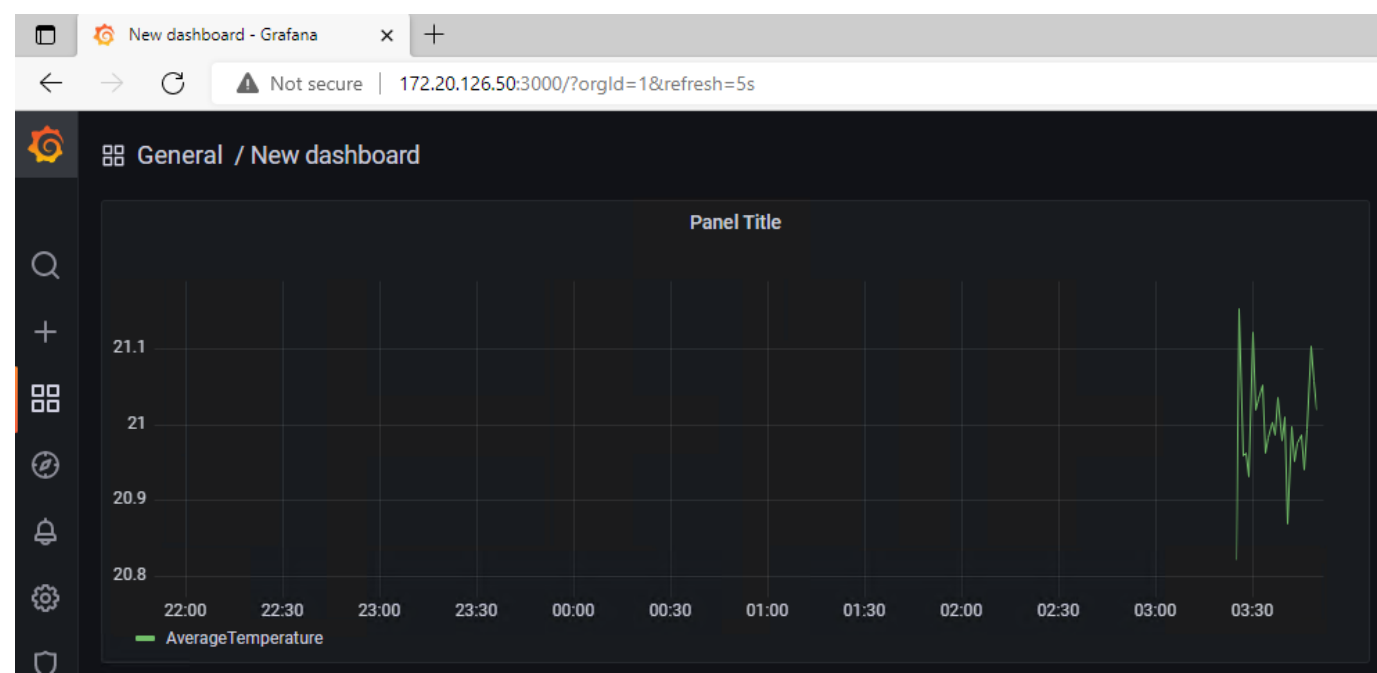 New dashboard - Grafana
Not secure | 172.20.126.50:3000/?orgId=1&refresh=5s
General / New dashboard
Panel Title
21.1
21
20.9
20.8
22:00 22:30 23:00 23:30 00:00 00:30 01:00 01:30 02:00 02:30 03:00 03:30
AverageTemperature